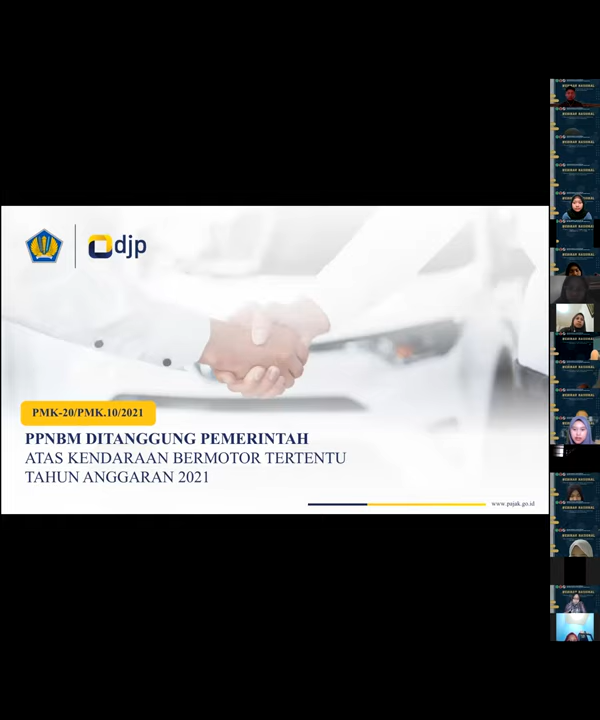 djp
PMK-20/PMK.10/2021
PPNBM DITANGGUNG PEMERINTAH
ATAS KENDARAAN BERMOTOR TERTENTU
TAHUN ANGGARAN 2021
www.pajak.go.id